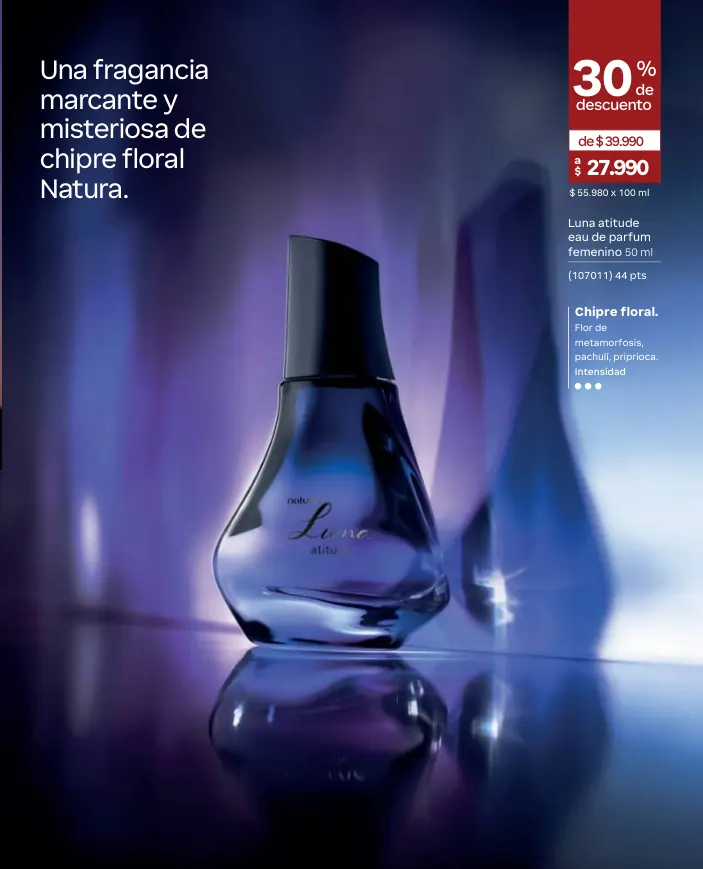 Una fragancia
marcante y
misteriosa de
chipre floral
Natura.
30% de
descuento
de $ 39.990
a $ 27.990
$ 55.980 x 100 ml
Luna atitude
eau de parfum
femenino 50 ml
(107011) 44 pts
Chipre floral.
Flor de
metamorfosis,
pachulí, priprioca.
Intensidad
natura
Luna
atitude